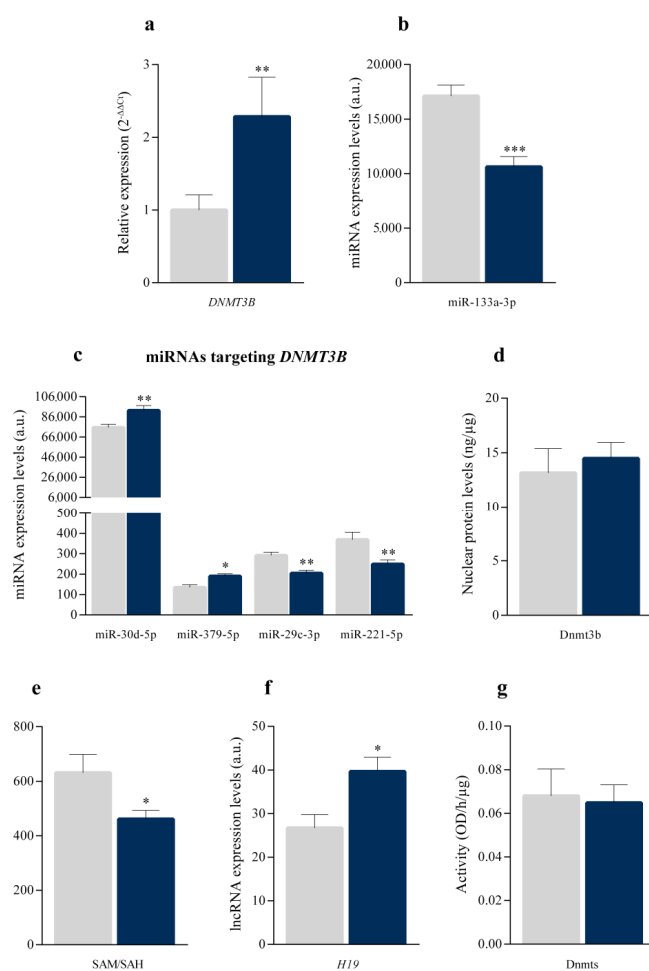 a
b
Relative expression (2-ΔΔCt)
3
2
1
0
**
DNMT3B
miRNA expression levels (a.u.)
20,000
15,000
10,000
5,000
0
***
miR-133a-3p
c
miRNAs targeting DNMT3B
d
miRNA expression levels (a.u.)
106,000
86,000
66,000
46,000
26,000
6,000
500
400
300
200
100
0
**
*
**
**
miR-30d-5p miR-379-5p miR-29c-3p miR-221-5p
Nuclear protein levels (ng/µg)
20
15
10
5
0
Dnmt3b
e
f
g
800
600
400
200
0
*
SAM/SAH
lncRNA expression levels (a.u.)
50
40
30
20
10
0
*
H19
Activity (OD/h/µg)
0.10
0.08
0.06
0.04
0.02
0.00
Dnmts